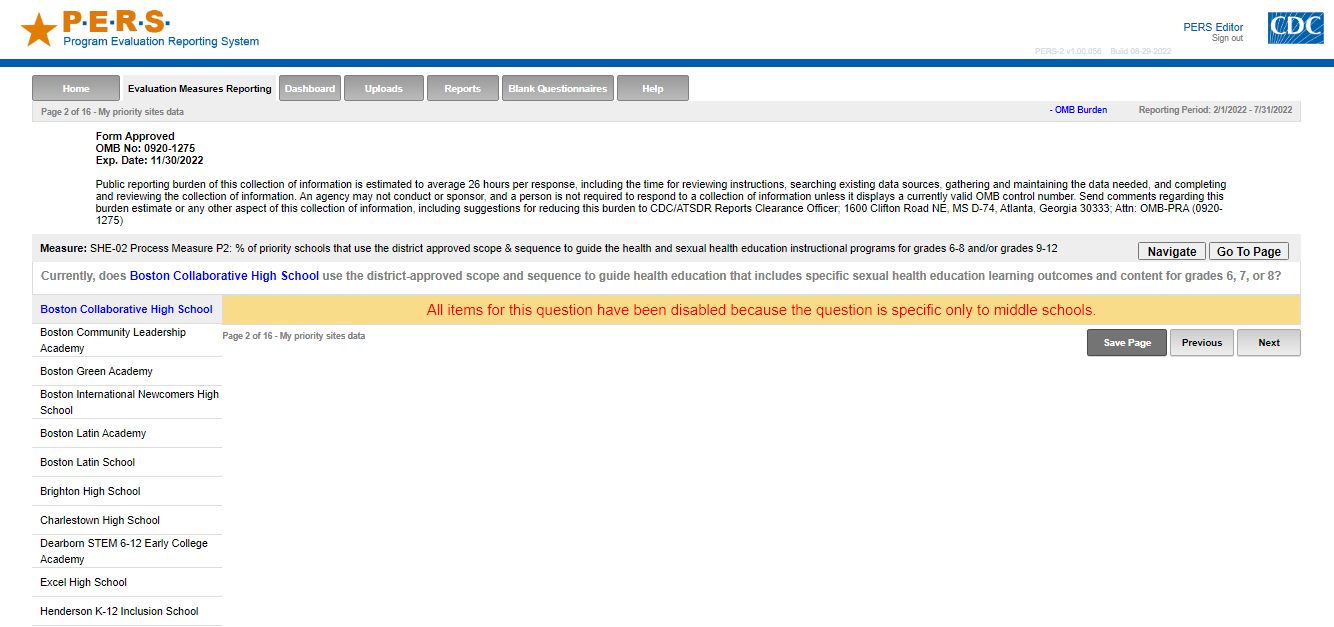 P·E·R·S·
Program Evaluation Reporting System
PERS Editor
Sign out
CDC
PERS-2 v1.00.056 Build 08-29-2022
Home Evaluation Measures Reporting Dashboard Uploads Reports Blank Questionnaires Help
Page 2 of 16 - My priority sites data - OMB Burden Reporting Period: 2/1/2022 - 7/31/2022
Form Approved
OMB No: 0920-1275
Exp. Date: 11/30/2022
Public reporting burden of this collection of information is estimated to average 26 hours per response, including the time for reviewing instructions, searching existing data sources, gathering and maintaining the data needed, and completing
and reviewing the collection of information. An agency may not conduct or sponsor, and a person is not required to respond to a collection of information unless it displays a currently valid OMB control number. Send comments regarding this
burden estimate or any other aspect of this collection of information, including suggestions for reducing this burden to CDC/ATSDR Reports Clearance Officer; 1600 Clifton Road NE, MS D-74, Atlanta, Georgia 30333; Attn: OMB-PRA (0920-
1275)
Measure: SHE-02 Process Measure P2: % of priority schools that use the district approved scope & sequence to guide the health and sexual health education instructional programs for grades 6-8 and/or grades 9-12
Navigate Go To Page
Currently, does Boston Collaborative High School use the district-approved scope and sequence to guide health education that includes specific sexual health education learning outcomes and content for grades 6, 7, or 8?
Boston Collaborative High School
All items for this question have been disabled because the question is specific only to middle schools.
Page 2 of 16 - My priority sites data
Save Page Previous Next
Boston Community Leadership
Academy
Boston Green Academy
Boston International Newcomers High
School
Boston Latin Academy
Boston Latin School
Brighton High School
Charlestown High School
Dearborn STEM 6-12 Early College
Academy
Excel High School
Henderson K-12 Inclusion School